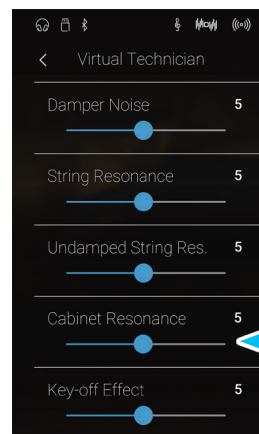 Virtual Technician
Damper Noise 5
String Resonance 5
Undamped String Res. 5
Cabinet Resonance 5
Key-off Effect 5